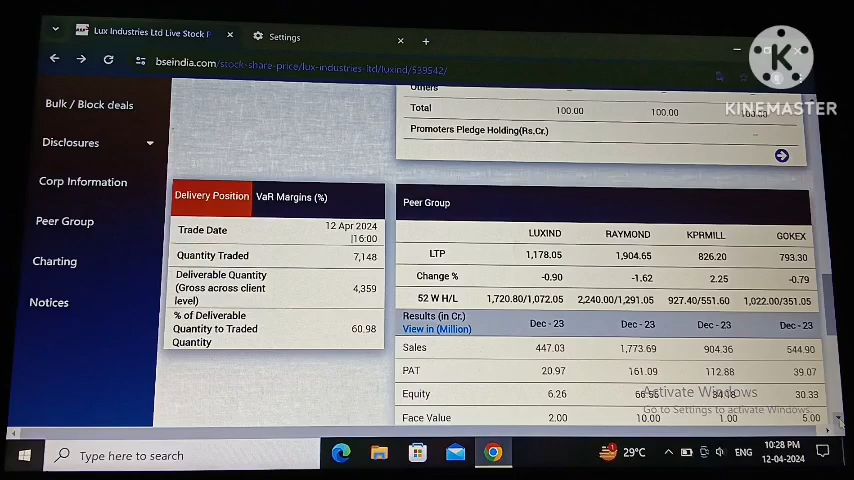 Lux Industries Ltd Live Stock P
Settings
bseindia.com/stock-share-price/lux-industries-ltd/luxind/539542/
K
KINEMASTER
Bulk / Block deals
Disclosures
Corp Information
Peer Group
Charting
Notices
Others
Total 100.00 100.00 100.00
Promoters Pledge Holding(Rs.Cr.) --
Delivery Position VaR Margins (%)
Trade Date 12 Apr 2024
|16:00
Quantity Traded 7,148
Deliverable Quantity
(Gross across client 4,359
level)
% of Deliverable
Quantity to Traded 60.98
Quantity
Peer Group
LUXIND RAYMOND KPRMILL GOKEX
LTP 1,178.05 1,904.65 826.20 793.30
Change % -0.90 -1.62 2.25 -0.79
52 W H/L 1,720.80/1,072.05 2,240.00/1,291.05 927.40/551.60 1,022.00/351.05
Results (in Cr.) Dec - 23 Dec - 23 Dec - 23 Dec - 23
View in (Million)
Sales 447.03 1,773.69 904.36 544.90
PAT 20.97 161.09 112.88 39.07
Equity 6.26 66.55 34.18 30.33
Face Value 2.00 10.00 1.00 5.00
Activate Windows
Go to Settings to activate Windows.
Type here to search
29°C
ENG
10:28 PM
12-04-2024